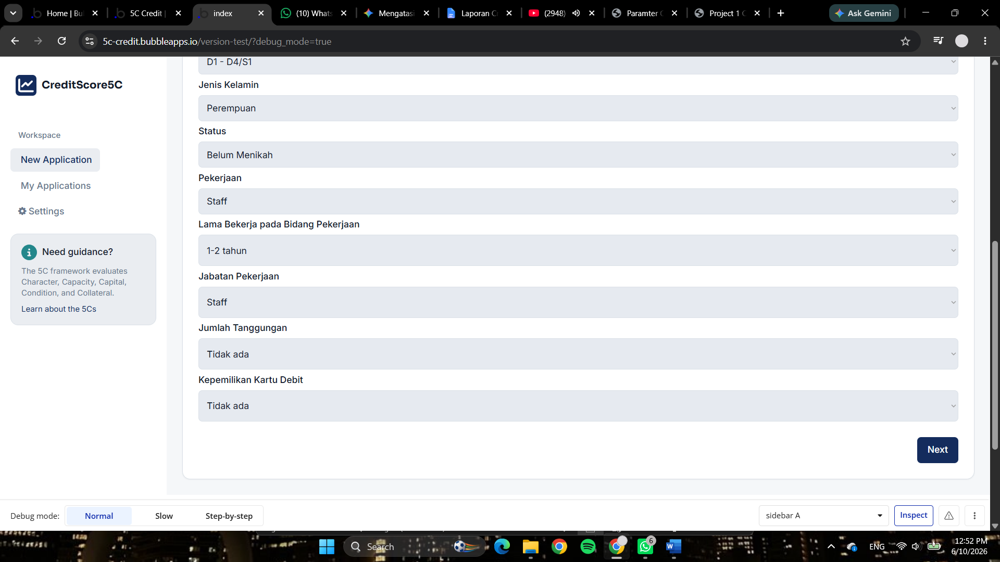 Home | Bu
5C Credit |
index
(10) Whats
Mengatasi
Laporan C
(2948)
Paramter
Project 1
Ask Gemini
5c-credit.bubbleapps.io/version-test/?debug_mode=true
CreditScore5C
Workspace
New Application
My Applications
Settings
Need guidance?
The 5C framework evaluates
Character, Capacity, Capital,
Condition, and Collateral.
Learn about the 5Cs
D1 - D4/S1
Jenis Kelamin
Perempuan
Status
Belum Menikah
Pekerjaan
Staff
Lama Bekerja pada Bidang Pekerjaan
1-2 tahun
Jabatan Pekerjaan
Staff
Jumlah Tanggungan
Tidak ada
Kepemilikan Kartu Debit
Tidak ada
Next
Debug mode:
Normal
Slow
Step-by-step
sidebar A
Inspect
Search
6
ENG
12:52 PM
6/10/2026